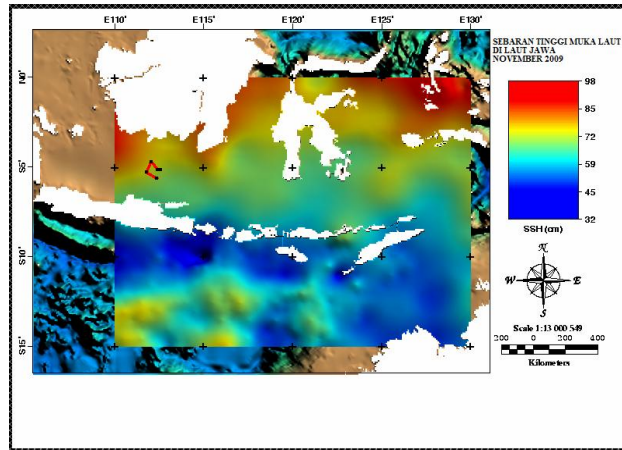 E110° E115° E120° E125° E130°
SEBARAN TINGGI MUKA LAUT
DI LAUT JAWA
NOVEMBER 2009
N0°
S5°
S10°
S15°
98
85
72
59
45
32
SSH (cm)
N
W E
S
Scale 1:13 000 549
200 0 200 400
Kilometers